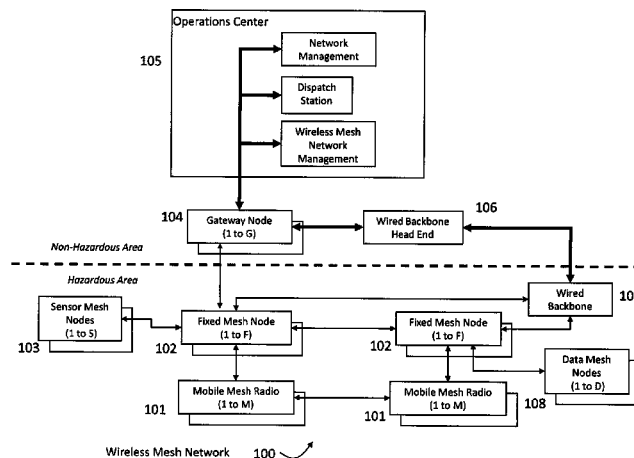 Operations Center
105
Network
Management
Dispatch
Station
Wireless Mesh
Network
Management
104
Gateway Node
(1 to G)
106
Wired Backbone
Head End
Non-Hazardous Area
Hazardous Area
10
Wired
Backbone
Sensor Mesh
Nodes
(1 to S)
103
Fixed Mesh Node
(1 to F)
102
Fixed Mesh Node
(1 to F)
102
Data Mesh
Nodes
(1 to D)
108
Mobile Mesh Radio
(1 to M)
101
Mobile Mesh Radio
(1 to M)
101
Wireless Mesh Network 100